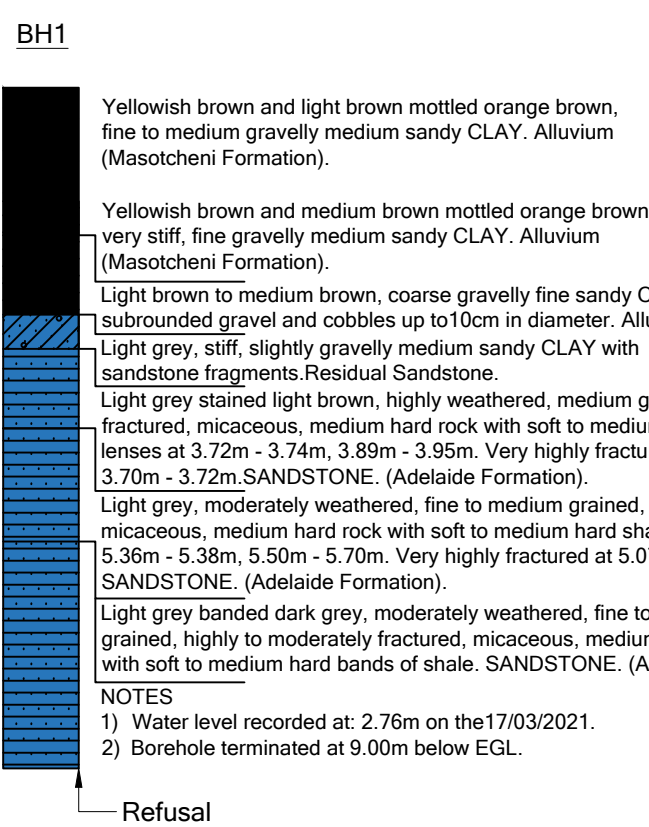 BH1
Yellowish brown and light brown mottled orange brown,
fine to medium gravelly medium sandy CLAY. Alluvium
(Masotcheni Formation).
Yellowish brown and medium brown mottled orange brown
very stiff, fine gravelly medium sandy CLAY. Alluvium
(Masotcheni Formation).
Light brown to medium brown, coarse gravelly fine sandy
subrounded gravel and cobbles up to10cm in diameter.
Light grey, stiff, slightly gravelly medium sandy CLAY with
sandstone fragments.Residual Sandstone.
Light grey stained light brown, highly weathered, medium
fractured, micaceous, medium hard rock with soft to
lenses at 3.72m - 3.74m, 3.89m - 3.95m. Very highly
3.70m - 3.72m.SANDSTONE. (Adelaide Formation).
Light grey, moderately weathered, fine to medium grained,
micaceous, medium hard rock with soft to medium hard
5.36m - 5.38m, 5.50m - 5.70m. Very highly fractured at
SANDSTONE. (Adelaide Formation).
Light grey banded dark grey, moderately weathered, fine to
grained, highly to moderately fractured, micaceous,
with soft to medium hard bands of shale. SANDSTONE.
NOTES
1) Water level recorded at: 2.76m on the17/03/2021.
2) Borehole terminated at 9.00m below EGL.
Refusal